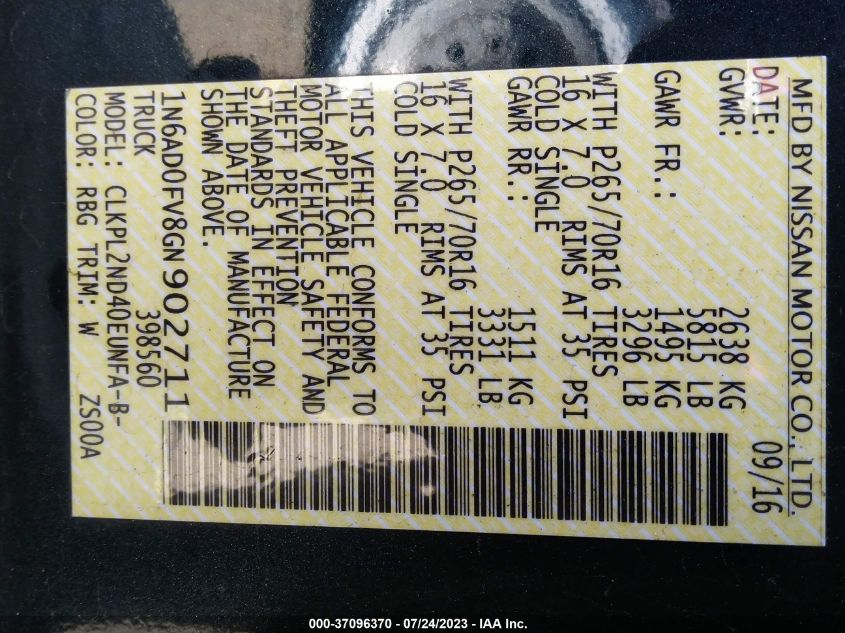 MFD BY NISSAN MOTOR CO., LTD.
DATE: 09/16
GVWR: 2638 KG
5815 LB
GAWR FR.: 1495 KG
3296 LB
WITH P265/70R16 TIRES
16 X 7.0 RIMS AT 35 PSI
COLD SINGLE
GAWR RR.: 1511 KG
3331 LB.
WITH P265/70R16 TIRES
16 X 7.0 RIMS AT 35 PSI
COLD SINGLE
THIS VEHICLE CONFORMS TO
ALL APPLICABLE FEDERAL
MOTOR VEHICLE SAFETY AND
THEFT PREVENTION
STANDARDS IN EFFECT ON
THE DATE OF MANUFACTURE
SHOWN ABOVE.
1N6AD0FV8GN902711
TRUCK 398560
MODEL: CLKPL2ND40EUNFA-B-
COLOR: RBG TRIM: W ZS00A
000-37096370 - 07/24/2023 - IAA Inc.